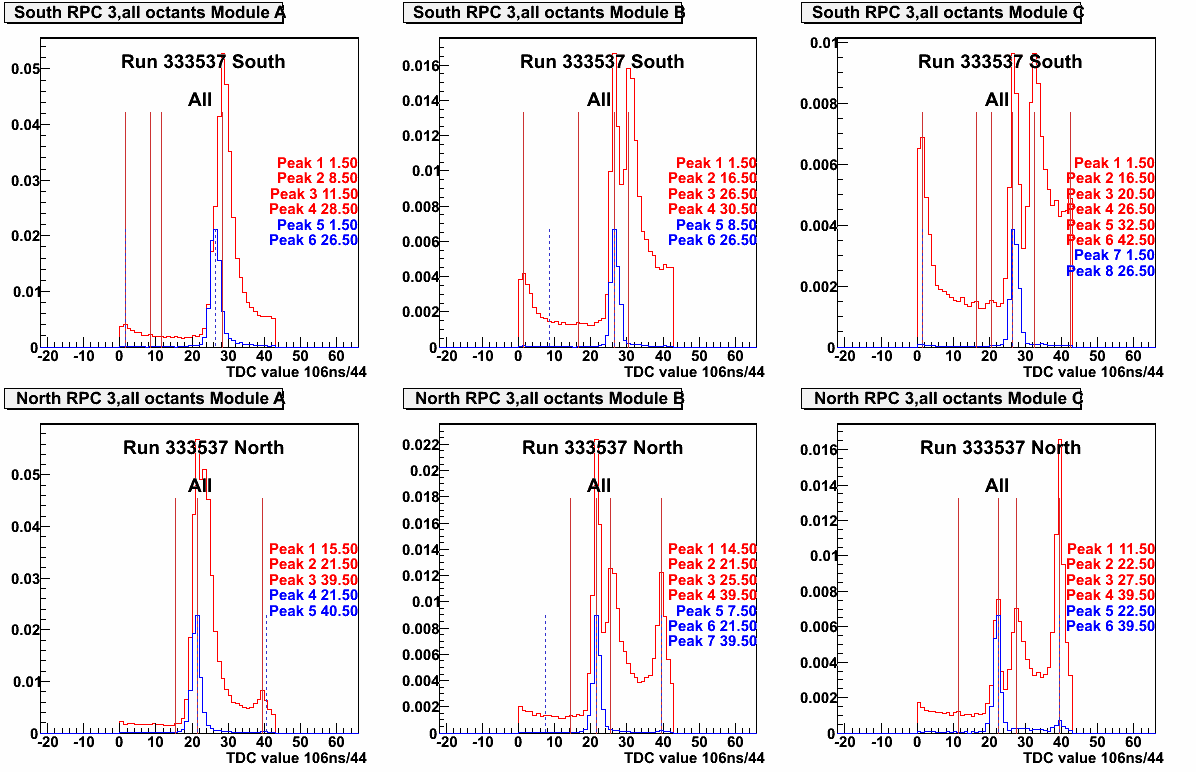 South RPC 3,all octants Module A
Run 333537 South
All
0.05
0.04
0.03
0.02
0.01
0
Peak 1 1.50
Peak 2 8.50
Peak 3 11.50
Peak 4 28.50
Peak 5 1.50
Peak 6 26.50
-20 -10 0 10 20 30 40 50 60
TDC value 106ns/44
South RPC 3,all octants Module B
Run 333537 South
All
0.016
0.014
0.012
0.01
0.008
0.006
0.004
0.002
0
Peak 1 1.50
Peak 2 16.50
Peak 3 26.50
Peak 4 30.50
Peak 5 8.50
Peak 6 26.50
-20 -10 0 10 20 30 40 50 60
TDC value 106ns/44
South RPC 3,all octants Module C
Run 333537 South
All
0.01
0.008
0.006
0.004
0.002
0
Peak 1 1.50
Peak 2 16.50
Peak 3 20.50
Peak 4 26.50
Peak 5 32.50
Peak 6 42.50
Peak 7 1.50
Peak 8 26.50
-20 -10 0 10 20 30 40 50 60
TDC value 106ns/44
North RPC 3,all octants Module A
Run 333537 North
All
0.05
0.04
0.03
0.02
0.01
0
Peak 1 15.50
Peak 2 21.50
Peak 3 39.50
Peak 4 21.50
Peak 5 40.50
-20 -10 0 10 20 30 40 50 60
TDC value 106ns/44
North RPC 3,all octants Module B
Run 333537 North
All
0.022
0.02
0.018
0.016
0.014
0.012
0.01
0.008
0.006
0.004
0.002
0
Peak 1 14.50
Peak 2 21.50
Peak 3 25.50
Peak 4 39.50
Peak 5 7.50
Peak 6 21.50
Peak 7 39.50
-20 -10 0 10 20 30 40 50 60
TDC value 106ns/44
North RPC 3,all octants Module C
Run 333537 North
All
0.016
0.014
0.012
0.01
0.008
0.006
0.004
0.002
0
Peak 1 11.50
Peak 2 22.50
Peak 3 27.50
Peak 4 39.50
Peak 5 22.50
Peak 6 39.50
-20 -10 0 10 20 30 40 50 60
TDC value 106ns/44